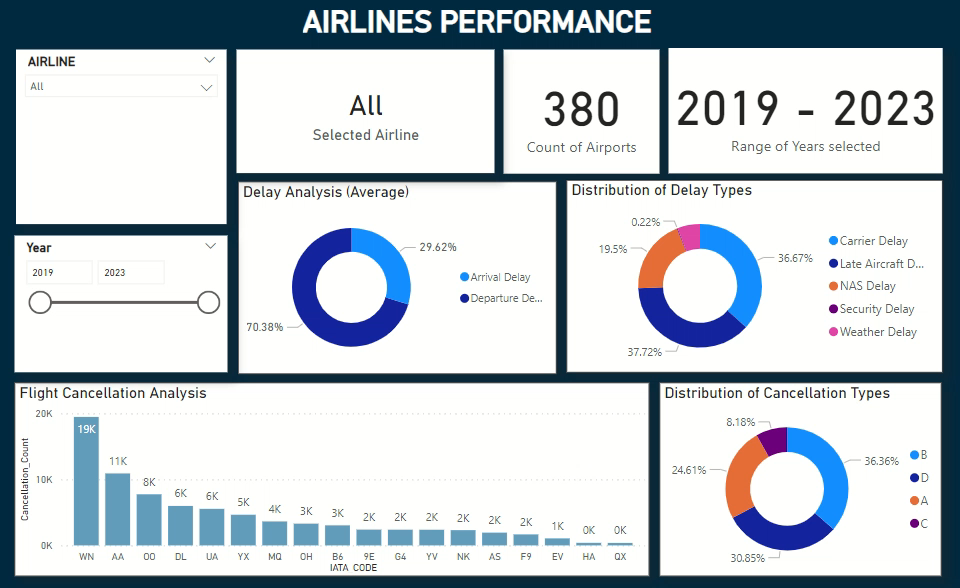 AIRLINES PERFORMANCE
AIRLINE
All
All
Selected Airline
380
Count of Airports
2019 - 2023
Range of Years selected
Year
2019 2023
Delay Analysis (Average)
29.62%
70.38%
Arrival Delay
Departure De...
Distribution of Delay Types
0.22%
19.5%
36.67%
37.72%
Carrier Delay
Late Aircraft D...
NAS Delay
Security Delay
Weather Delay
Flight Cancellation Analysis
Cancellation_Count
20K
10K
0K
19K 11K 8K 6K 6K 5K 4K 3K 3K 2K 2K 2K 2K 2K 2K 1K 0K 0K
WN AA OO DL UA YX MQ OH B6 9E G4 YV NK AS F9 EV HA QX
IATA_CODE
Distribution of Cancellation Types
8.18%
24.61%
36.36%
30.85%
B
D
A
C